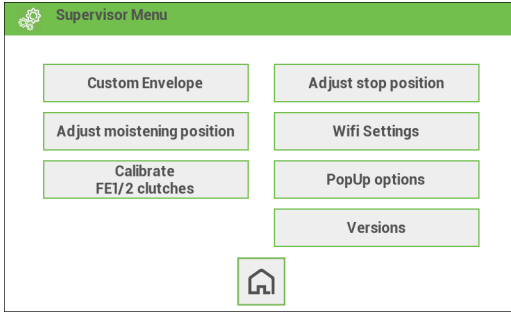 Supervisor Menu
Custom Envelope
Adjust stop position
Adjust moistening position
Wifi Settings
Calibrate
FE1/2 clutches
PopUp options
Versions